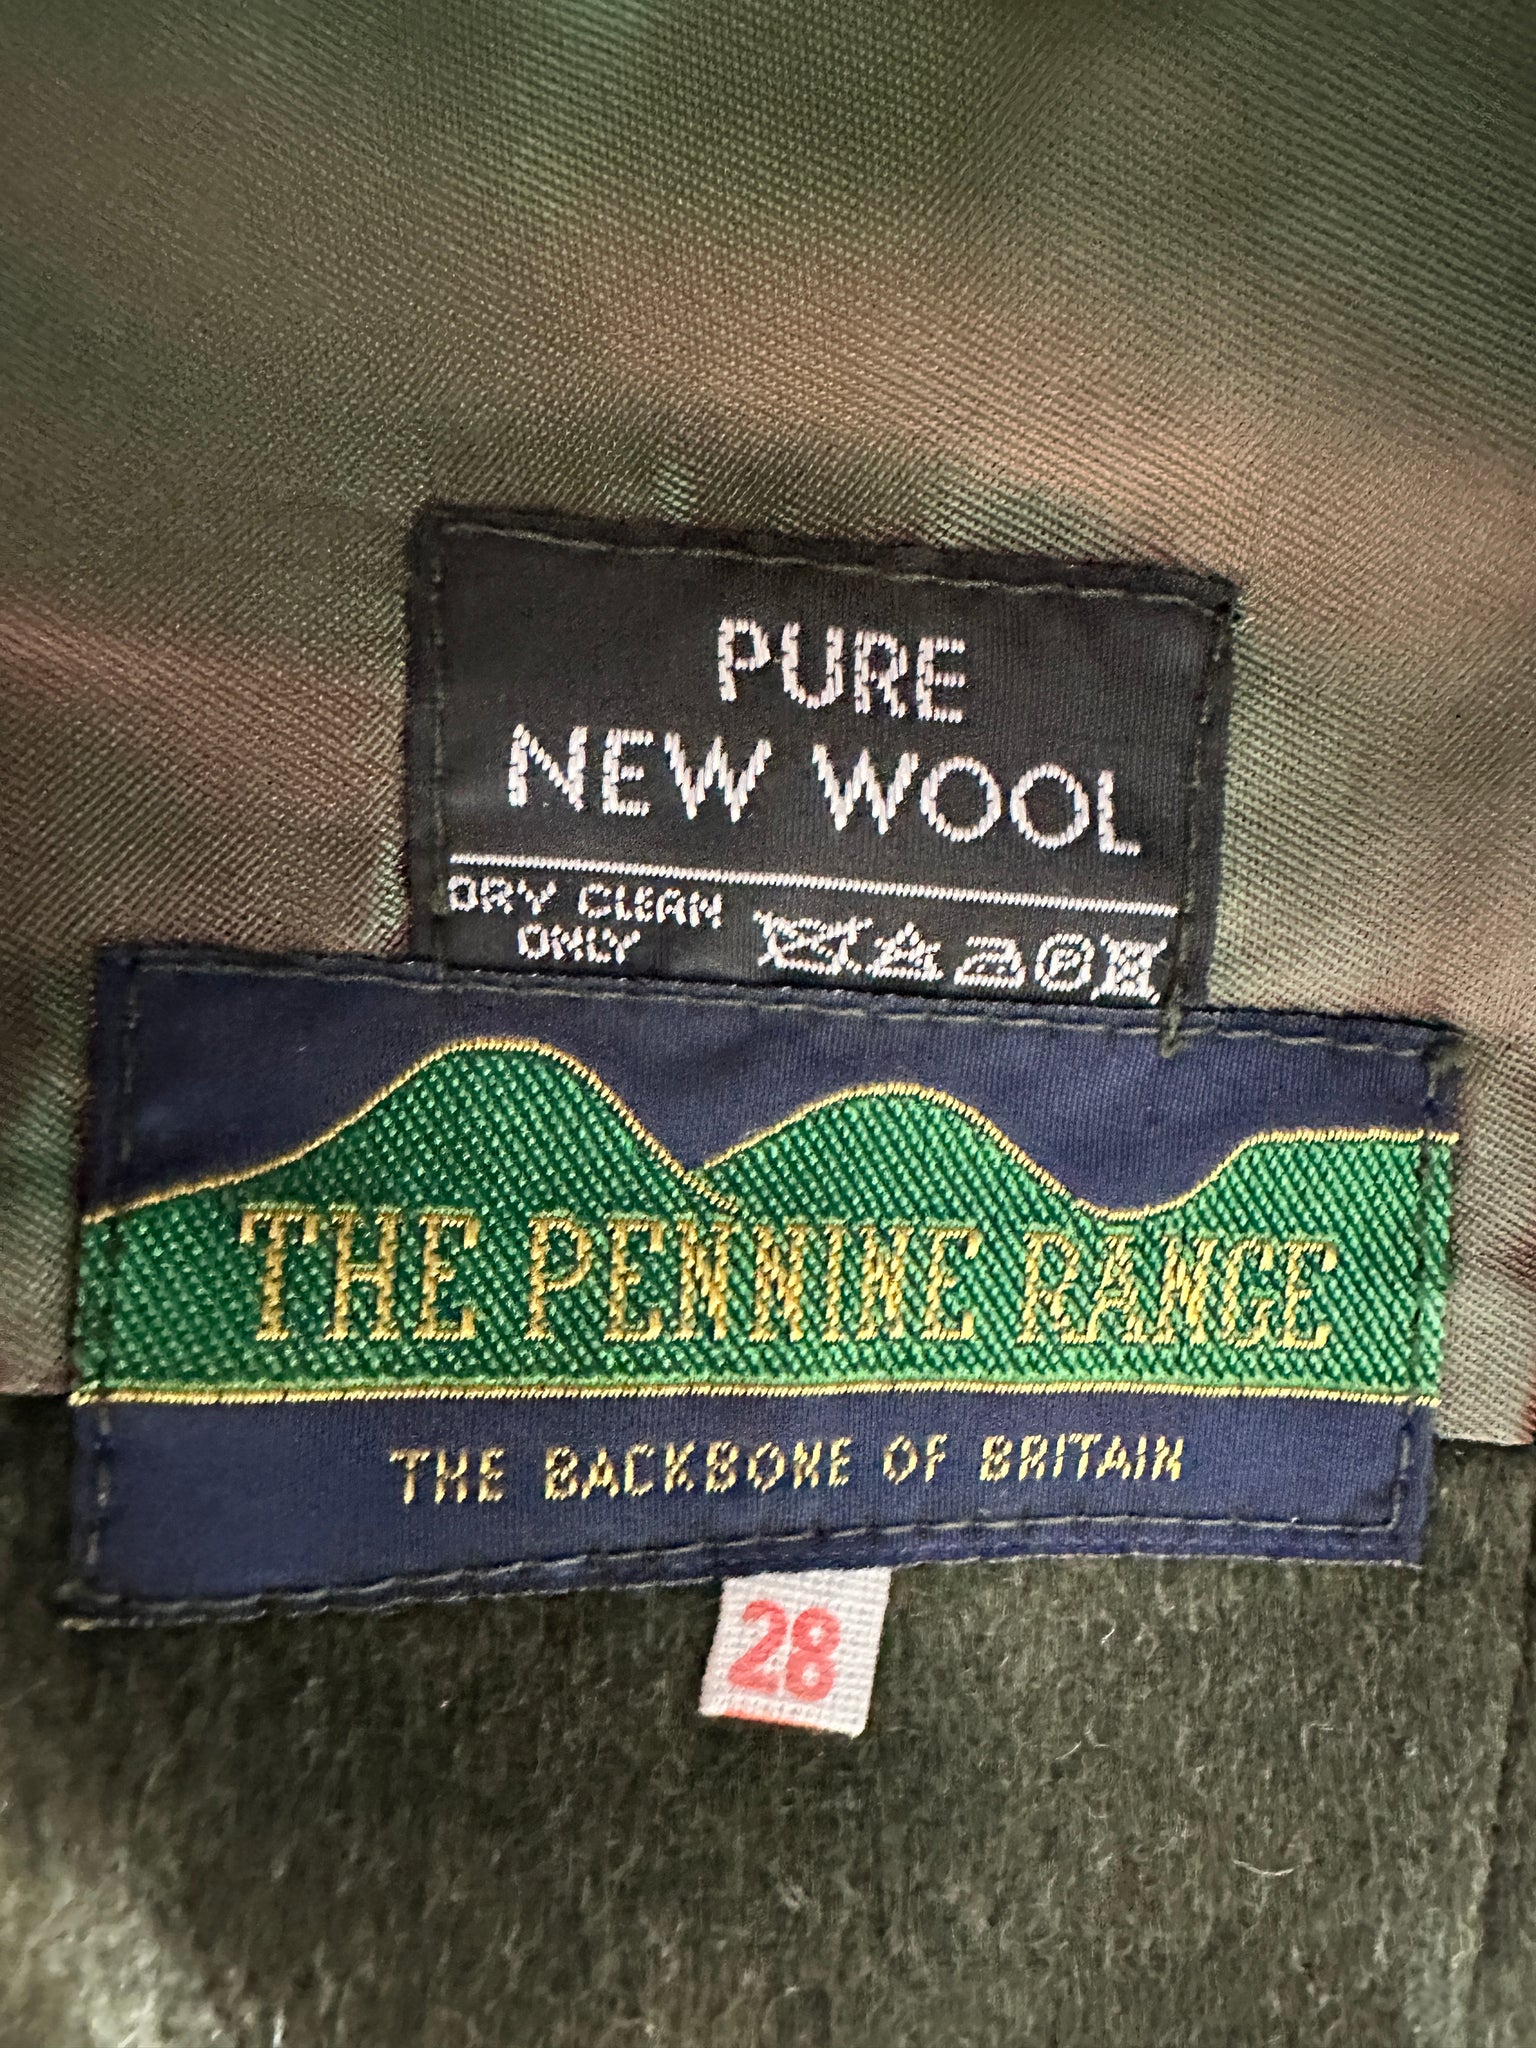 PURE
NEW WOOL
DRY CLEAN
ONLY
P
THE PENNINE RANGE
THE BACKBONE OF BRITAIN
28